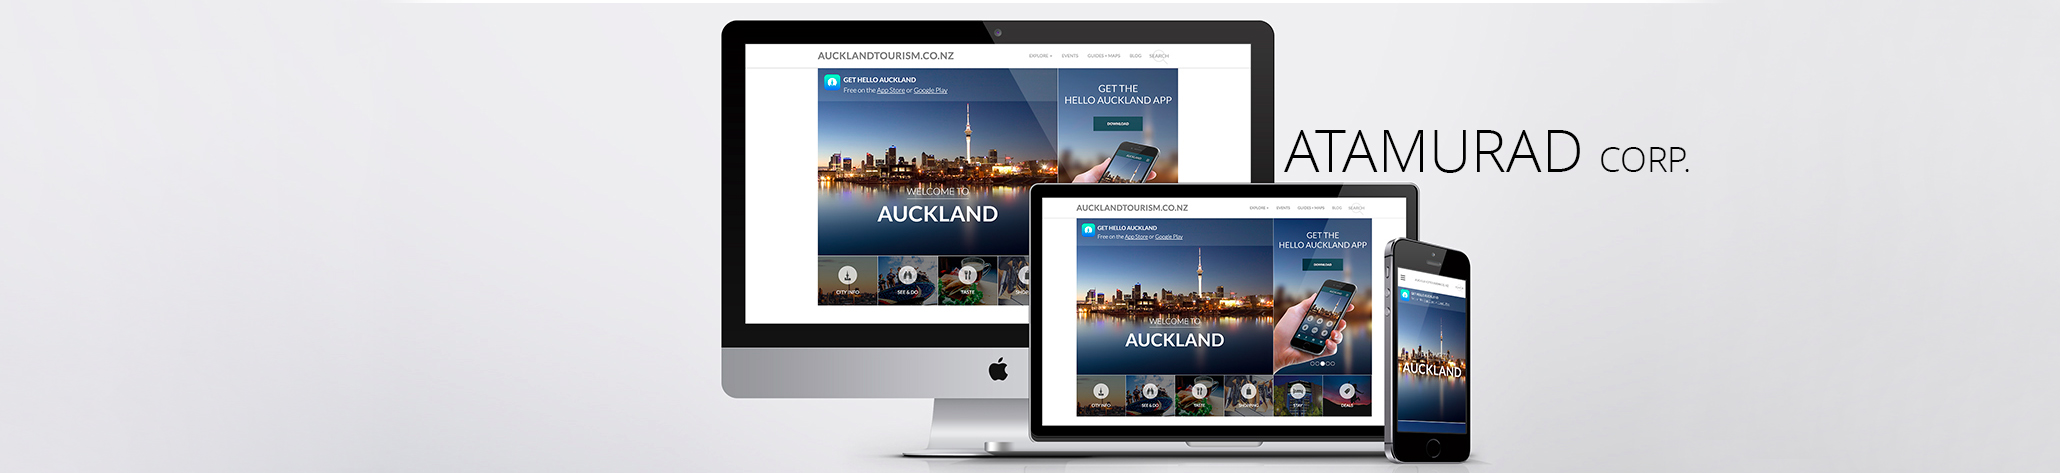 AUCKLANDTOURISM.CO.NZ
EXPLORE + EVENTS GUIDES + MAPS BLOG SEARCH
GET HELLO AUCKLAND
Free on the App Store or Google Play
GET THE
HELLO AUCKLAND APP
DOWNLOAD
WELCOME TO
AUCKLAND
CITY INFO
SEE & DO
TASTE
ATAMURAD CORP.
AUCKLANDTOURISM.CO.NZ
EXPLORE + EVENTS GUIDES + MAPS BLOG SEARCH
GET HELLO AUCKLAND
Free on the App Store or Google Play
GET THE
HELLO AUCKLAND APP
DOWNLOAD
WELCOME TO
AUCKLAND
CITY INFO
SEE & DO
TASTE
SHOPPING
STAY
DEALS
GET HELLO AUCKLAND
AUCKLAND